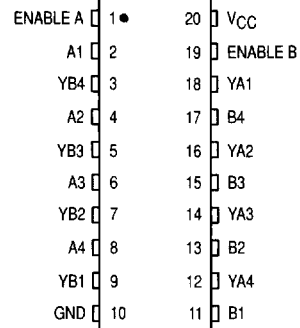 ENABLE A 1 20 VCC
A1 2 19 ENABLE B
YB4 3 18 YA1
A2 4 17 B4
YB3 5 16 YA2
A3 6 15 B3
YB2 7 14 YA3
A4 8 13 B2
YB1 9 12 YA4
GND 10 11 B1